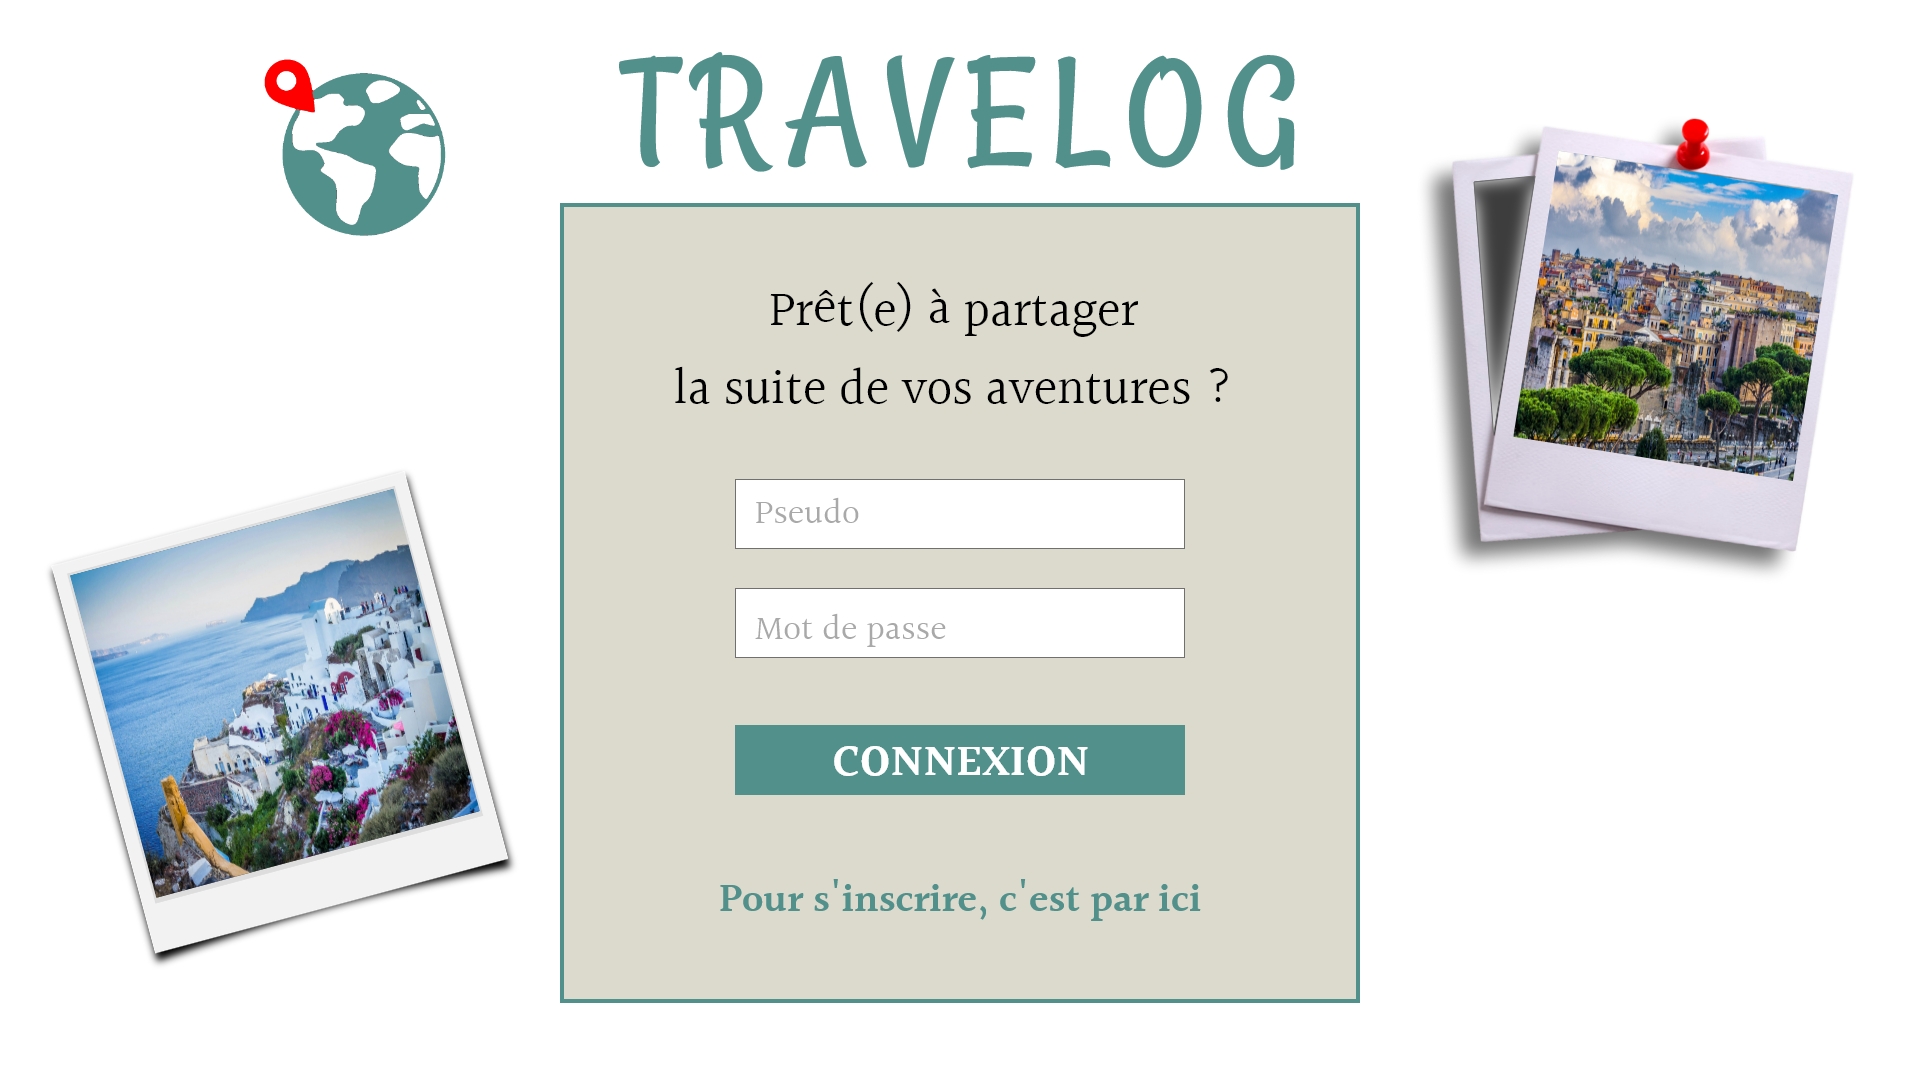 TRAVELOG
Prêt(e) à partager
la suite de vos aventures ?
Pseudo
Mot de passe
CONNEXION
Pour s'inscrire, c'est par ici